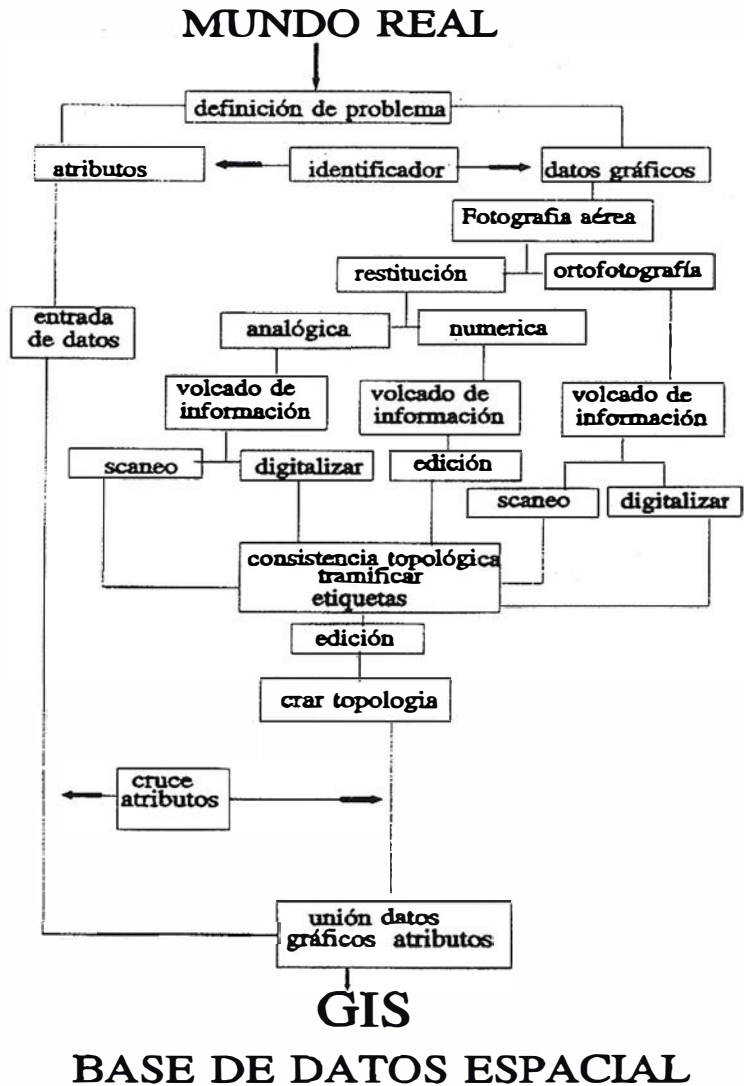 MUNDO REAL
definición de problema
atributos
identificador
datos gráficos
Fotografia aérea
restitución
ortofotografía
entrada
de datos
analógica
numerica
volcado de
información
volcado de
información
volcado de
información
scaneo
digitalizar
edición
scaneo
digitalizar
consistencia topológica
tramificar
etiquetas
edición
crar topologia
cruce
atributos
unión datos
gráficos atributos
GIS
BASE DE DATOS ESPACIAL